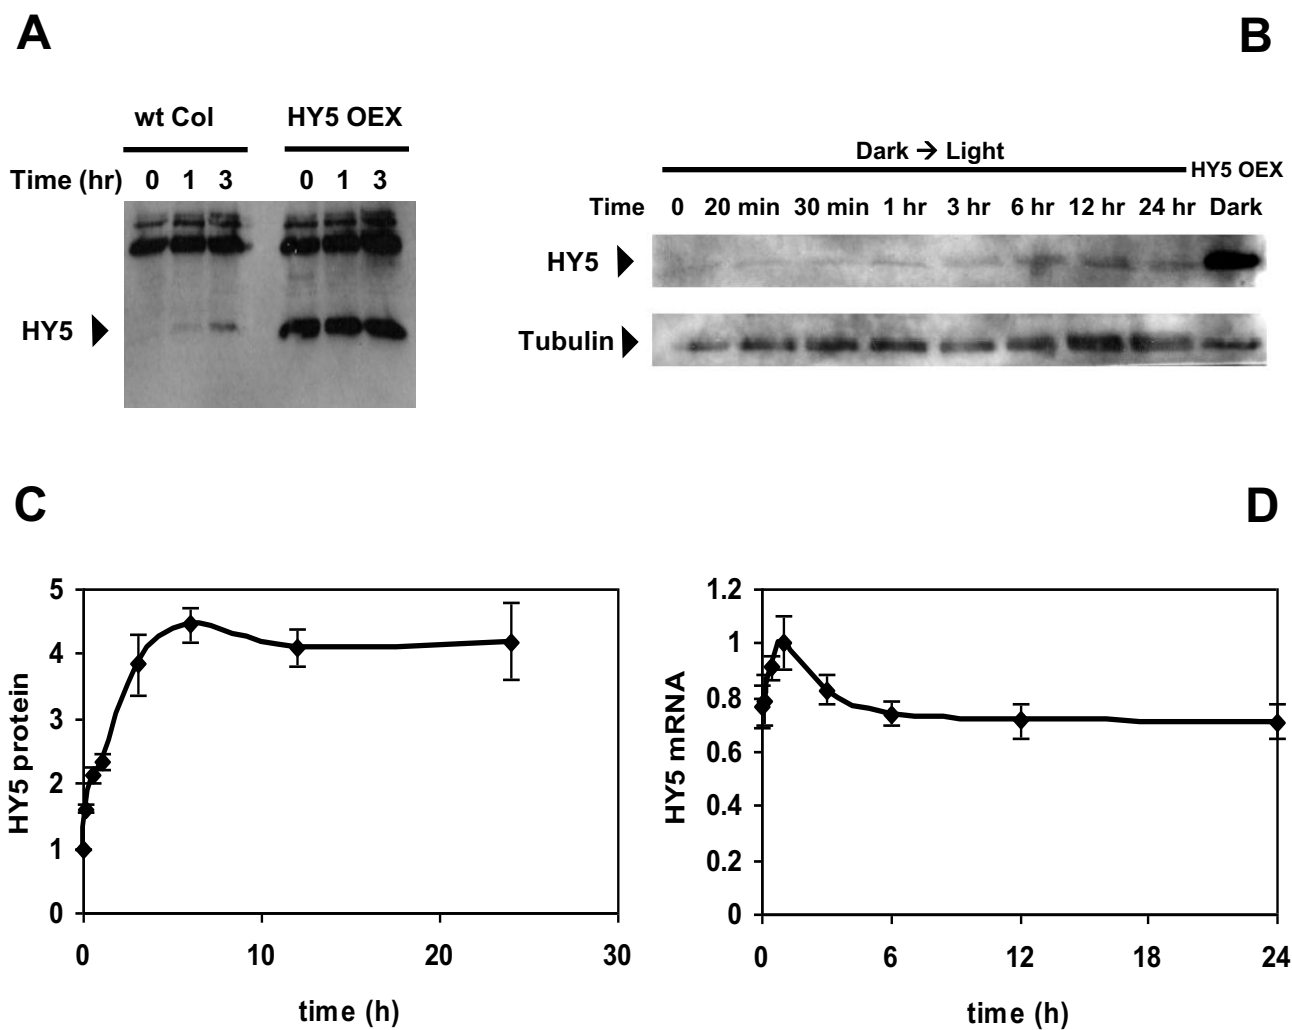 A
B
wt Col HY5 OEX
Time (hr) 0 1 3 0 1 3
HY5
Dark → Light
HY5 OEX
Time 0 20 min 30 min 1 hr 3 hr 6 hr 12 hr 24 hr Dark
HY5
Tubulin
C
D
5
4
3
2
1
0
HY5 protein
0 10 20 30
time (h)
1.2
1
0.8
0.6
0.4
0.2
0
HY5 mRNA
0 6 12 18 24
time (h)